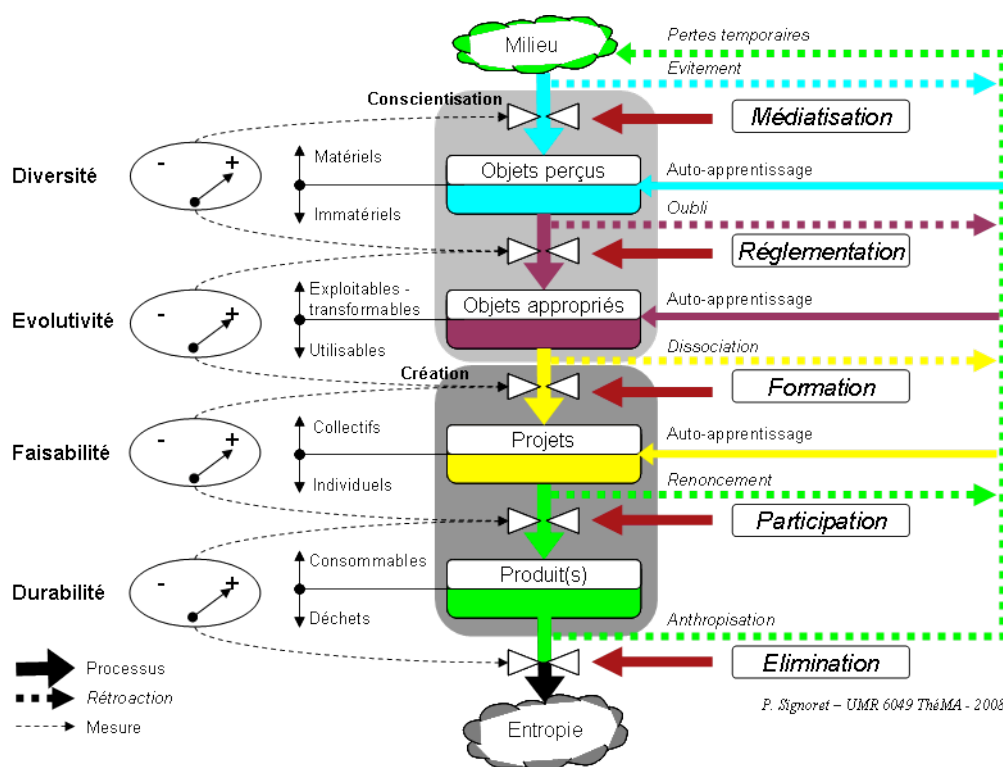 Milieu
Pertes temporaires
Evitement
Conscientisation
Médiatisation
Diversité
- +
Matériels
Immatériels
Objets perçus
Auto-apprentissage
Oubli
Réglementation
Evolutivité
- +
Exploitables -
transformables
Utilisables
Objets appropriés
Auto-apprentissage
Dissociation
Création
Formation
Faisabilité
- +
Collectifs
Individuels
Projets
Auto-apprentissage
Renoncement
Participation
Durabilité
- +
Consommables
Déchets
Produit(s)
Anthropisation
Elimination
Processus
Rétroaction
Mesure
Entropie
P. Signoret – UMR 6049 ThéMA - 2008